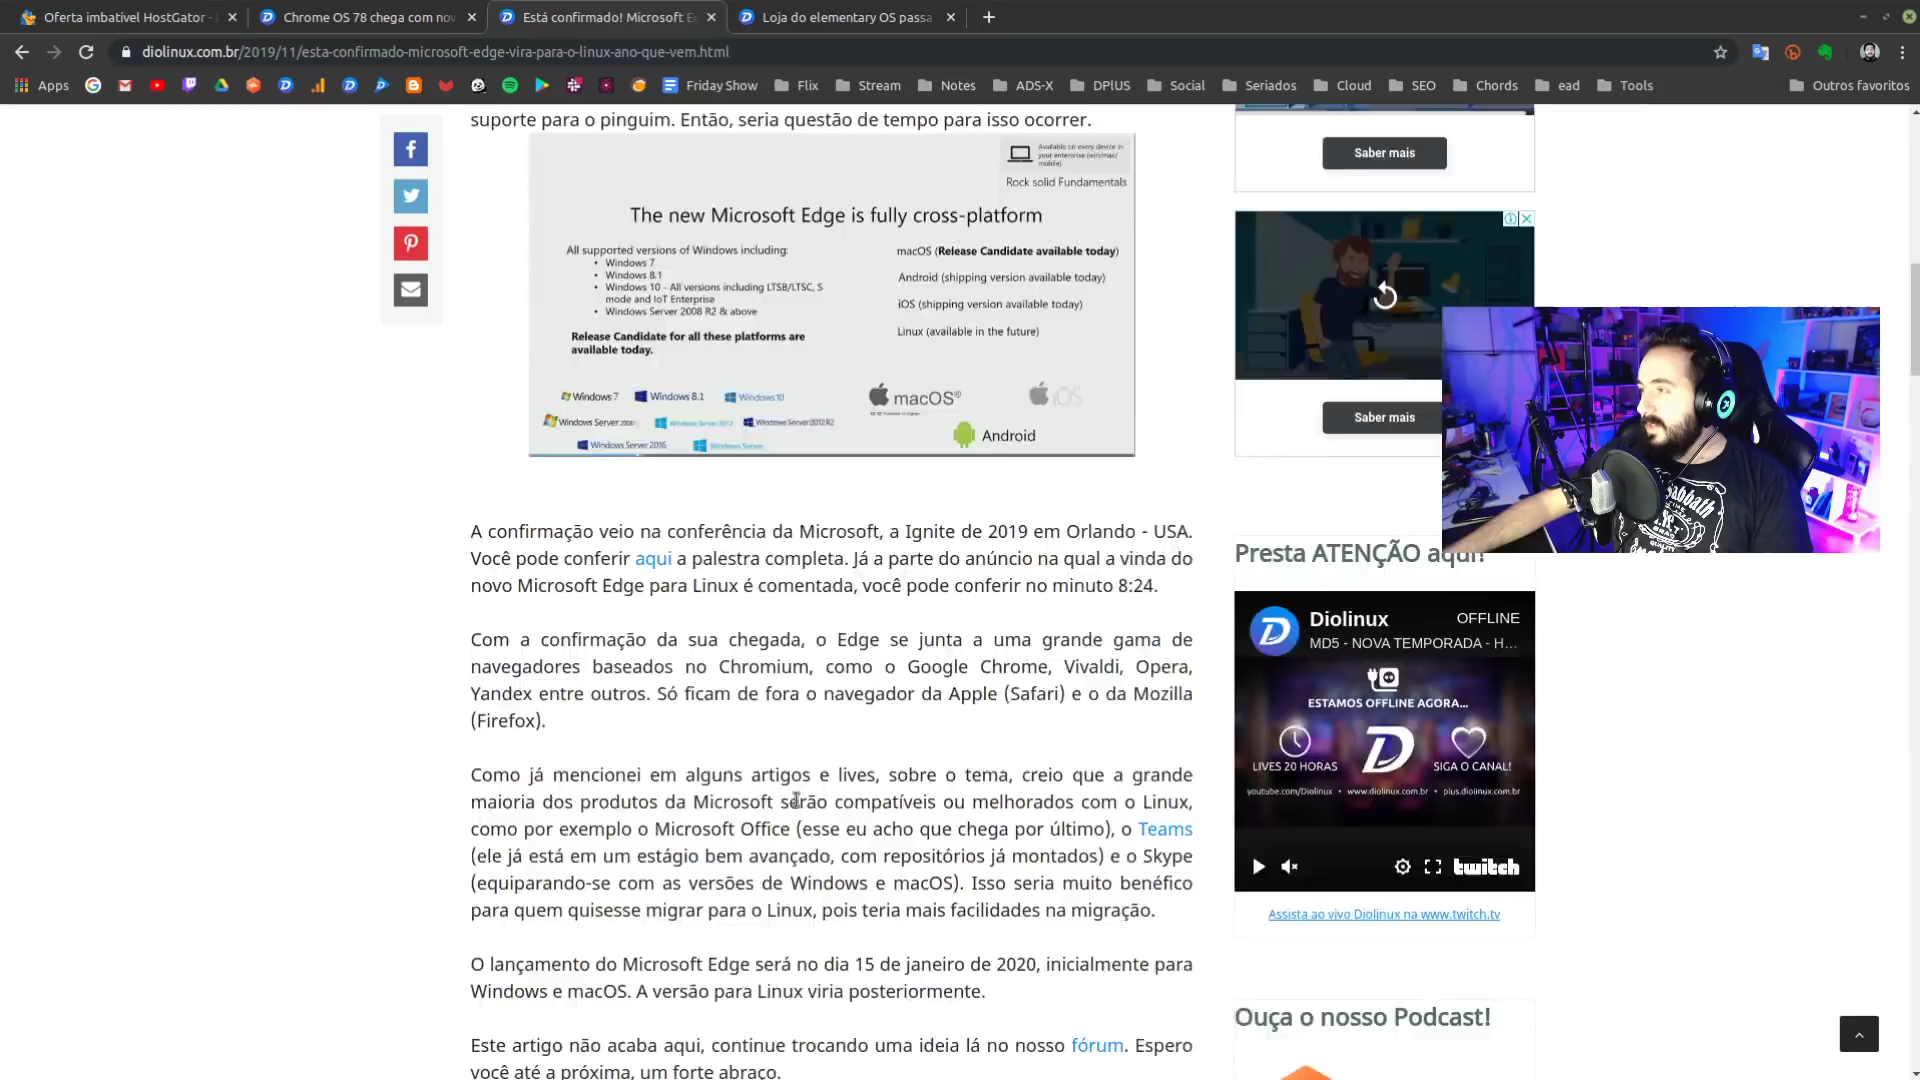 Oferta imbatível HostGator -
Chrome OS 78 chega com nov
Está confirmado! Microsoft E
Loja do elementary OS passa
diolinux.com.br/2019/11/esta-confirmado-microsoft-edge-vira-para-o-linux-ano-que-vem.html
Apps
Friday Show
Flix
Stream
Notes
ADS-X
DPlUS
Social
Seriados
Cloud
SEO
Chords
ead
Tools
Outros favoritos
suporte para o pinguim. Então, seria questão de tempo para isso ocorrer.
Available on every device in
your enterprise (win/mac/
mobile)
Rock solid Fundamentals
The new Microsoft Edge is fully cross-platform
All supported versions of Windows including:
• Windows 7
• Windows 8.1
• Windows 10 - All versions including LTSB/LTSC, S
mode and IoT Enterprise
• Windows Server 2008 R2 & above
Release Candidate for all these platforms are
available today.
macOS (Release Candidate available today)
Android (shipping version available today)
iOS (shipping version available today)
Linux (available in the future)
Windows 7
Windows 8.1
Windows 10
Windows Server 2008
Windows Server 2012
Windows Server 2012 R2
Windows Server 2016
Windows Server
macOS®
iOS
Android
A confirmação veio na conferência da Microsoft, a Ignite de 2019 em Orlando - USA.
Você pode conferir aqui a palestra completa. Já a parte do anúncio na qual a vinda do
novo Microsoft Edge para Linux é comentada, você pode conferir no minuto 8:24.
Com a confirmação da sua chegada, o Edge se junta a uma grande gama de
navegadores baseados no Chromium, como o Google Chrome, Vivaldi, Opera,
Yandex entre outros. Só ficam de fora o navegador da Apple (Safari) e o da Mozilla
(Firefox).
Como já mencionei em alguns artigos e lives, sobre o tema, creio que a grande
maioria dos produtos da Microsoft serão compatíveis ou melhorados com o Linux,
como por exemplo o Microsoft Office (esse eu acho que chega por último), o Teams
(ele já está em um estágio bem avançado, com repositórios já montados) e o Skype
(equiparando-se com as versões de Windows e macOS). Isso seria muito benéfico
para quem quisesse migrar para o Linux, pois teria mais facilidades na migração.
O lançamento do Microsoft Edge será no dia 15 de janeiro de 2020, inicialmente para
Windows e macOS. A versão para Linux viria posteriormente.
Este artigo não acaba aqui, continue trocando uma ideia lá no nosso fórum. Espero
você até a próxima, um forte abraço.
Saber mais
Saber mais
Sabbath
Presta ATENÇÃO aqui!
Diolinux
OFFLINE
MD5 - NOVA TEMPORADA - H...
ESTAMOS OFFLINE AGORA...
LIVES 20 HORAS
SIGA O CANAL!
youtube.com/Diolinux • www.diolinux.com.br • plus.diolinux.com.br
twitch
Assista ao vivo Diolinux na www.twitch.tv
Ouça o nosso Podcast!